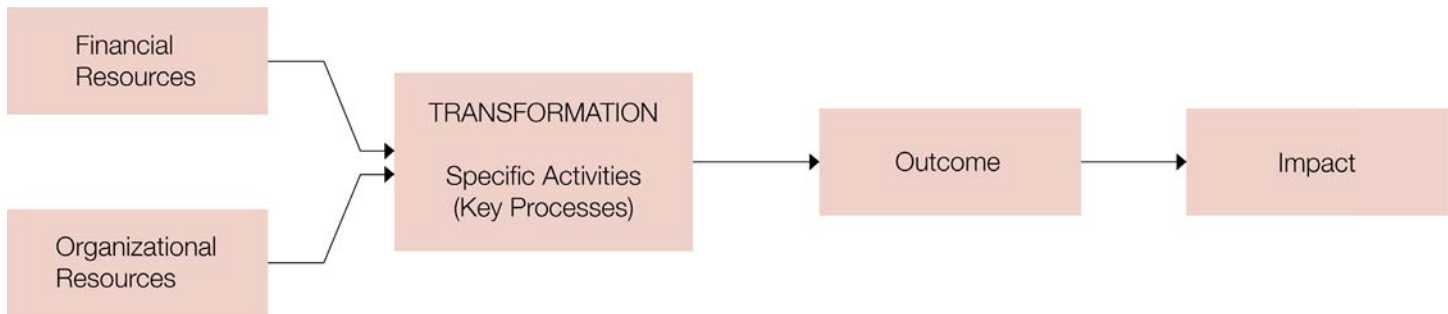 Financial
Resources
Organizational
Resources
TRANSFORMATION
Specific Activities
(Key Processes)
Outcome
Impact